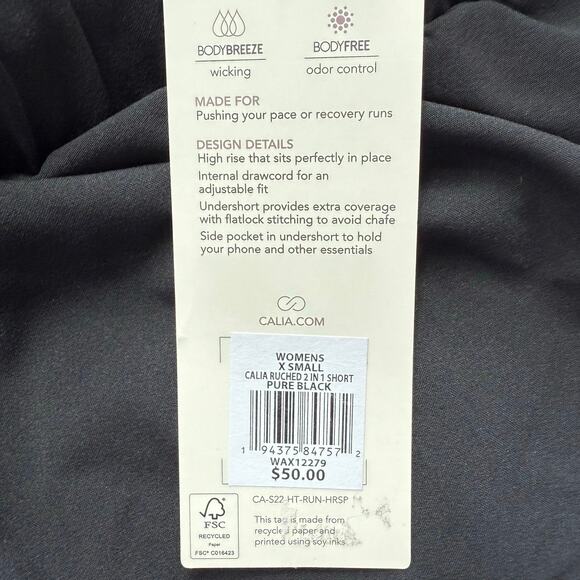 BODYBREEZE
wicking
BODYFREE
odor control
MADE FOR
Pushing your pace or recovery runs
DESIGN DETAILS
High rise that sits perfectly in place
Internal drawcord for an
adjustable fit
Undershort provides extra coverage
with flatlock stitching to avoid chafe
Side pocket in undershort to hold
your phone and other essentials
CALIA.COM
WOMENS
X SMALL
CALIA RUCHED 2 IN 1 SHORT
PURE BLACK
1 94375 84757 2
WAX12279
$50.00
CA-S22-HT-RUN-HRSP
FSC
RECYCLED
Paper
FSC® C016423
This tag is made from
recycled paper and
printed using soy inks